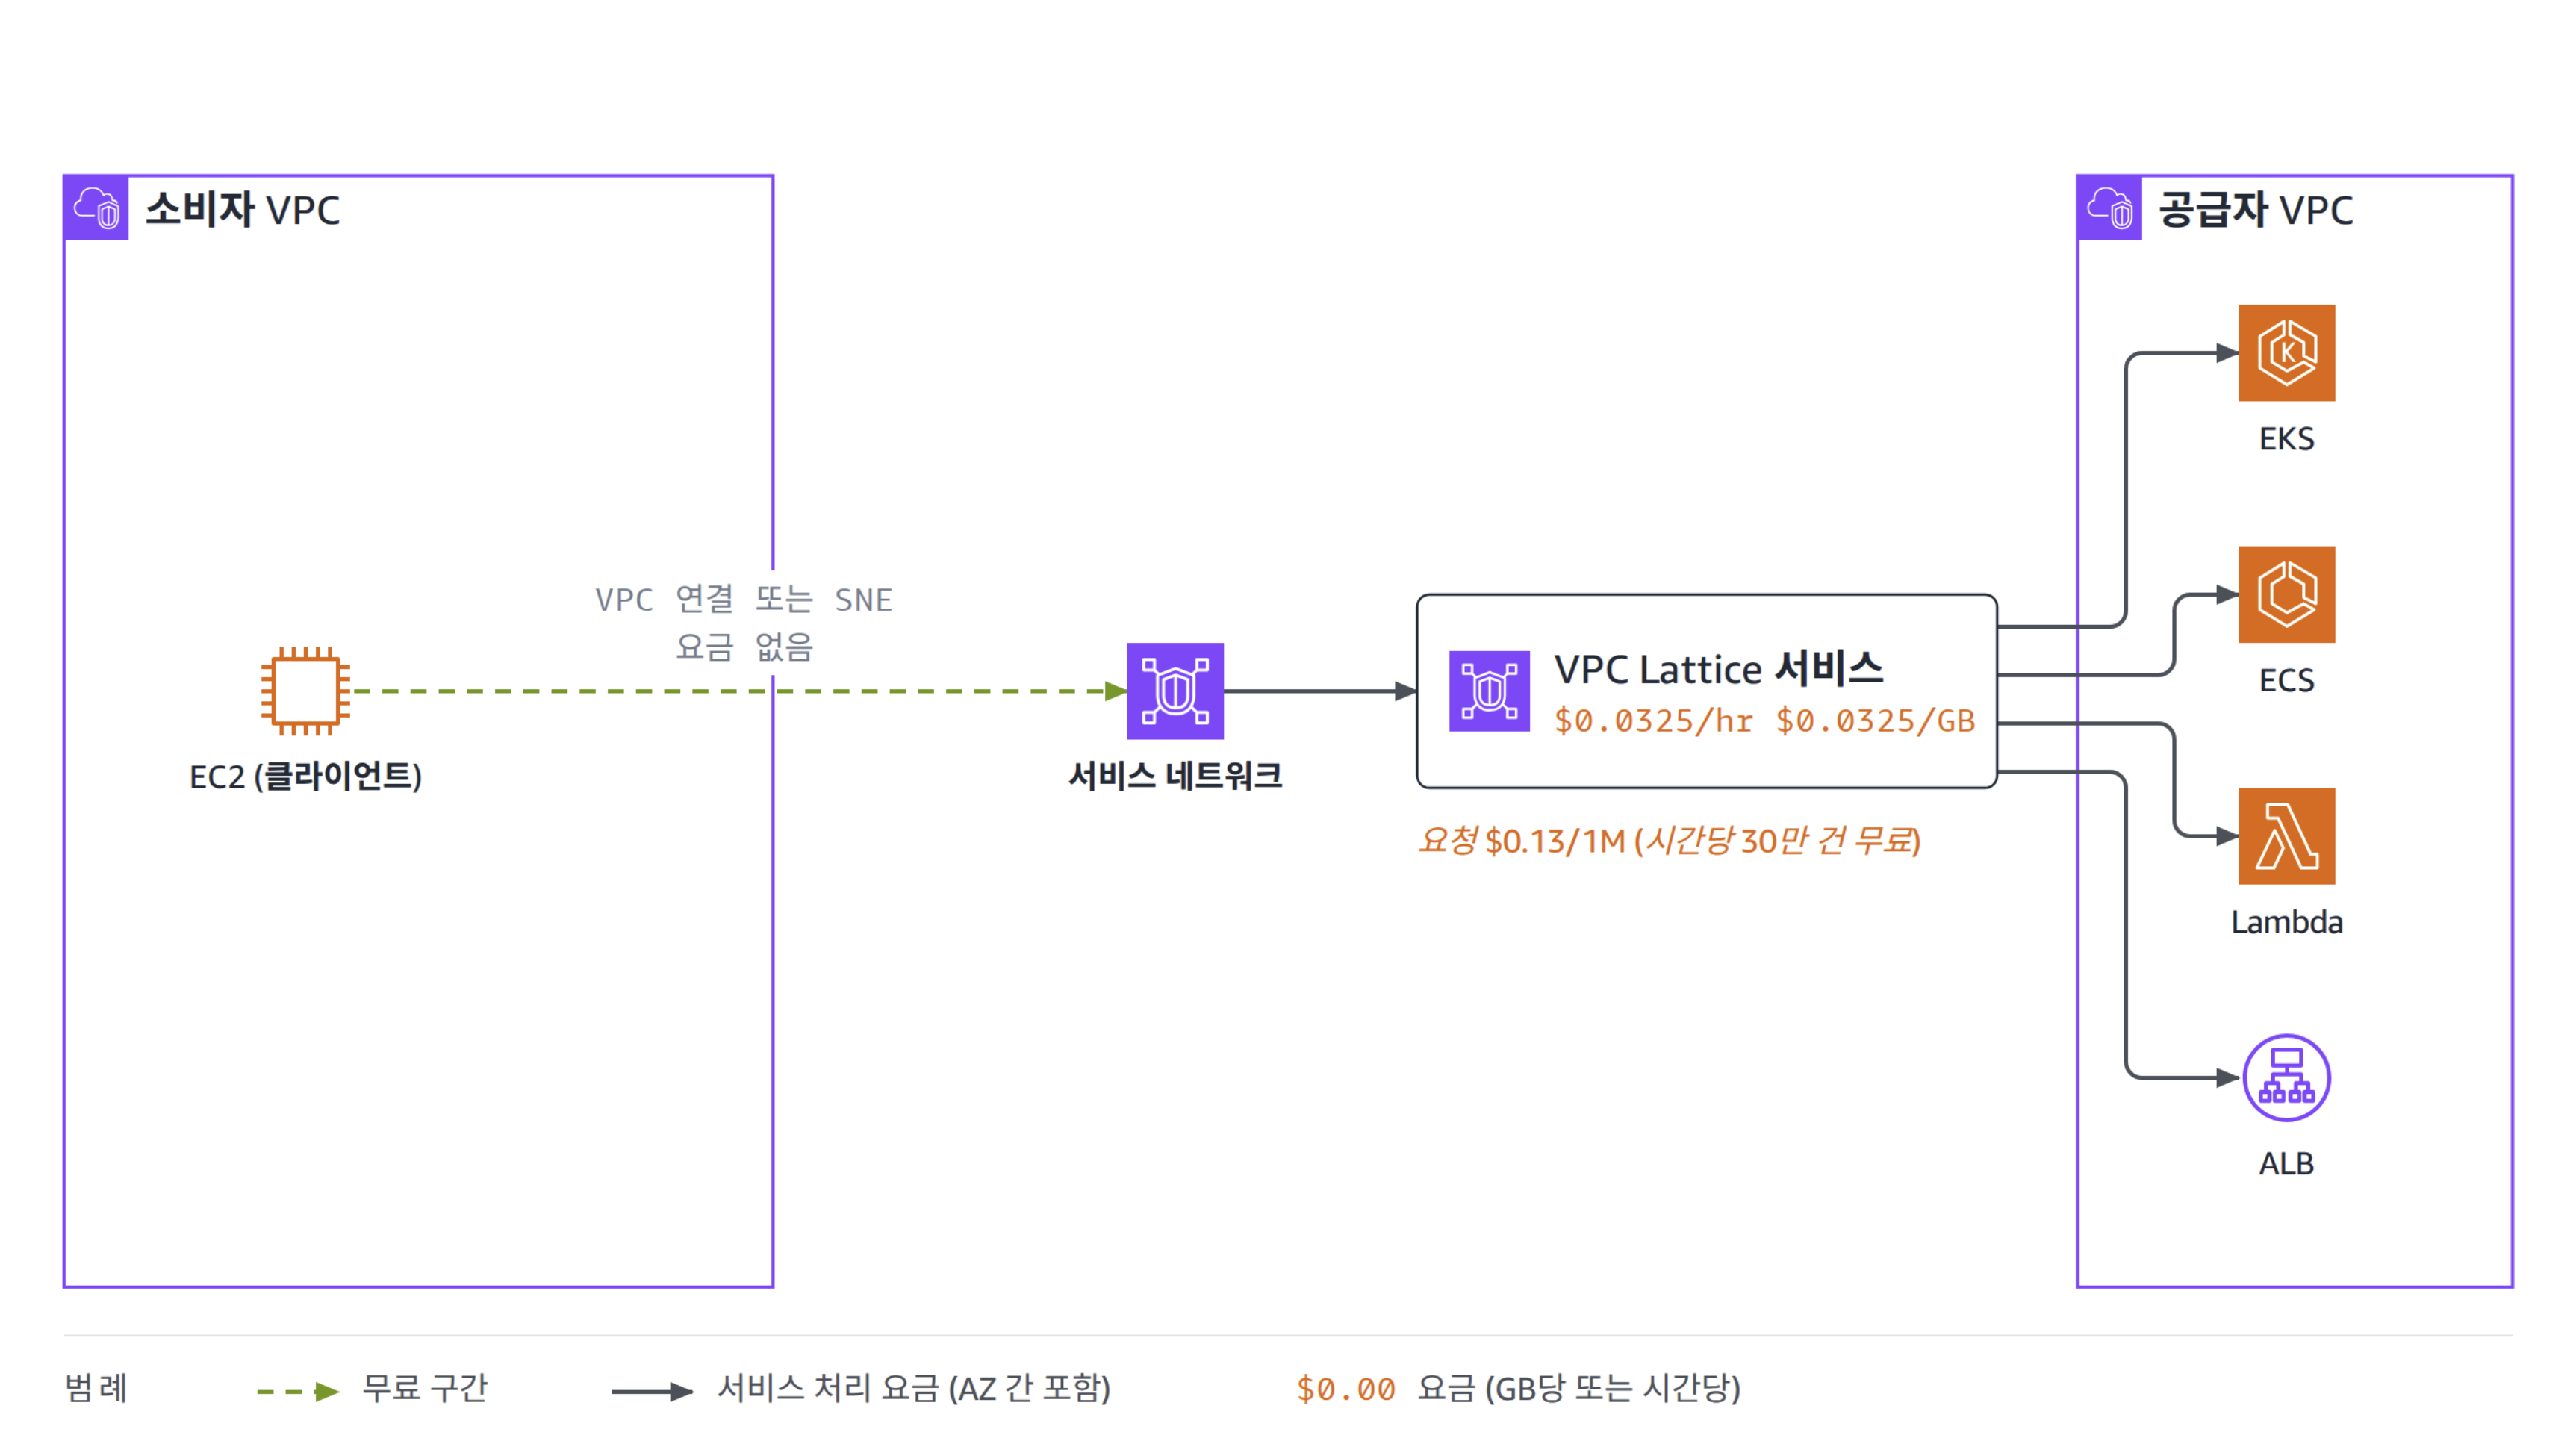 소비자 VPC
공급자 VPC
EKS
VPC 연결 또는 SNE
요금 없음
ECS
VPC Lattice 서비스
$0.0325/hr $0.0325/GB
EC2 (클라이언트)
서비스 네트워크
요청 $0.13/1M (시간당 30만 건 무료)
Lambda
ALB
범례
무료 구간
서비스 처리 요금 (AZ 간 포함)
$0.00 요금 (GB당 또는 시간당)